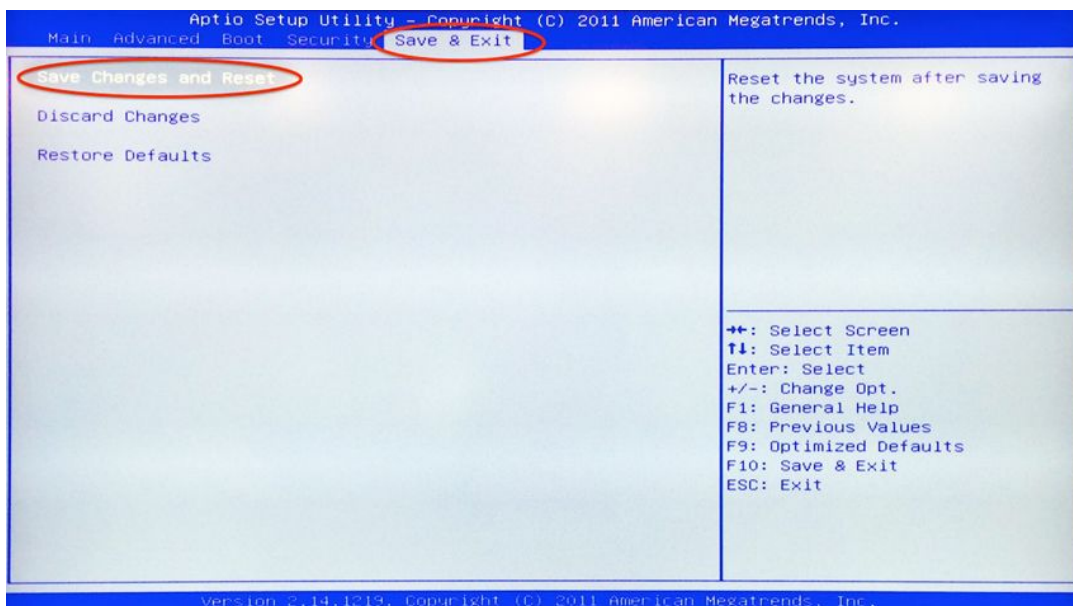 Aptio Setup Utility – Copyright (C) 2011 American Megatrends, Inc.
Main Advanced Boot Security Save & Exit
Save Changes and Reset
Discard Changes
Restore Defaults
Reset the system after saving
the changes.
→←: Select Screen
↑↓: Select Item
Enter: Select
+/-: Change Opt.
F1: General Help
F8: Previous Values
F9: Optimized Defaults
F10: Save & Exit
ESC: Exit
Version 2.14.1219. Copyright (C) 2011 American Megatrends, Inc.